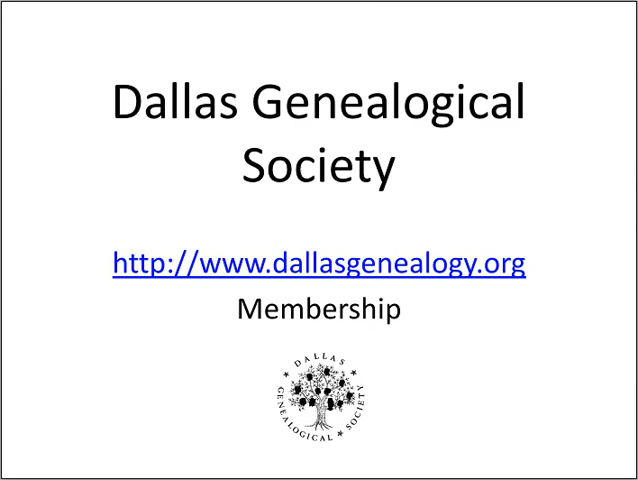 Dallas Genealogical
Society
http://www.dallasgenealogy.org
Membership
DALLAS
GENEALOGICAL
SOCIETY